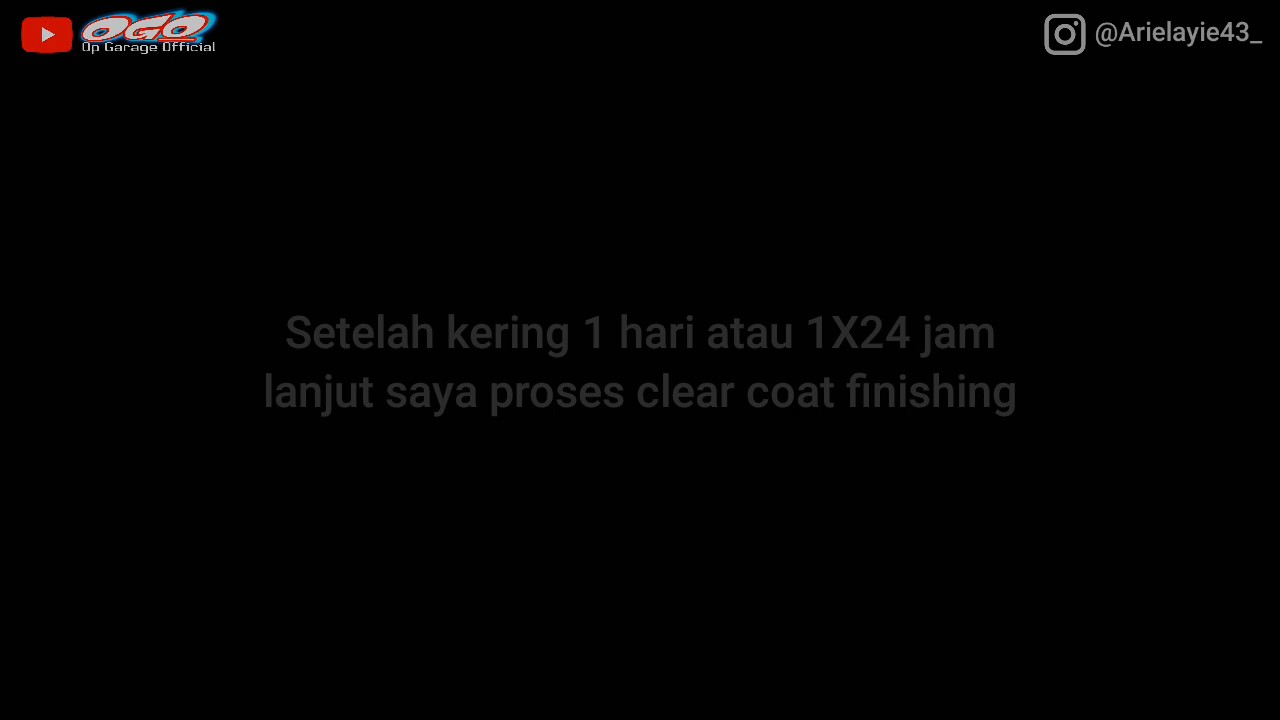 OGO
Op Garage Official
@Arielayie43_
Setelah kering 1 hari atau 1X24 jam
lanjut saya proses clear coat finishing